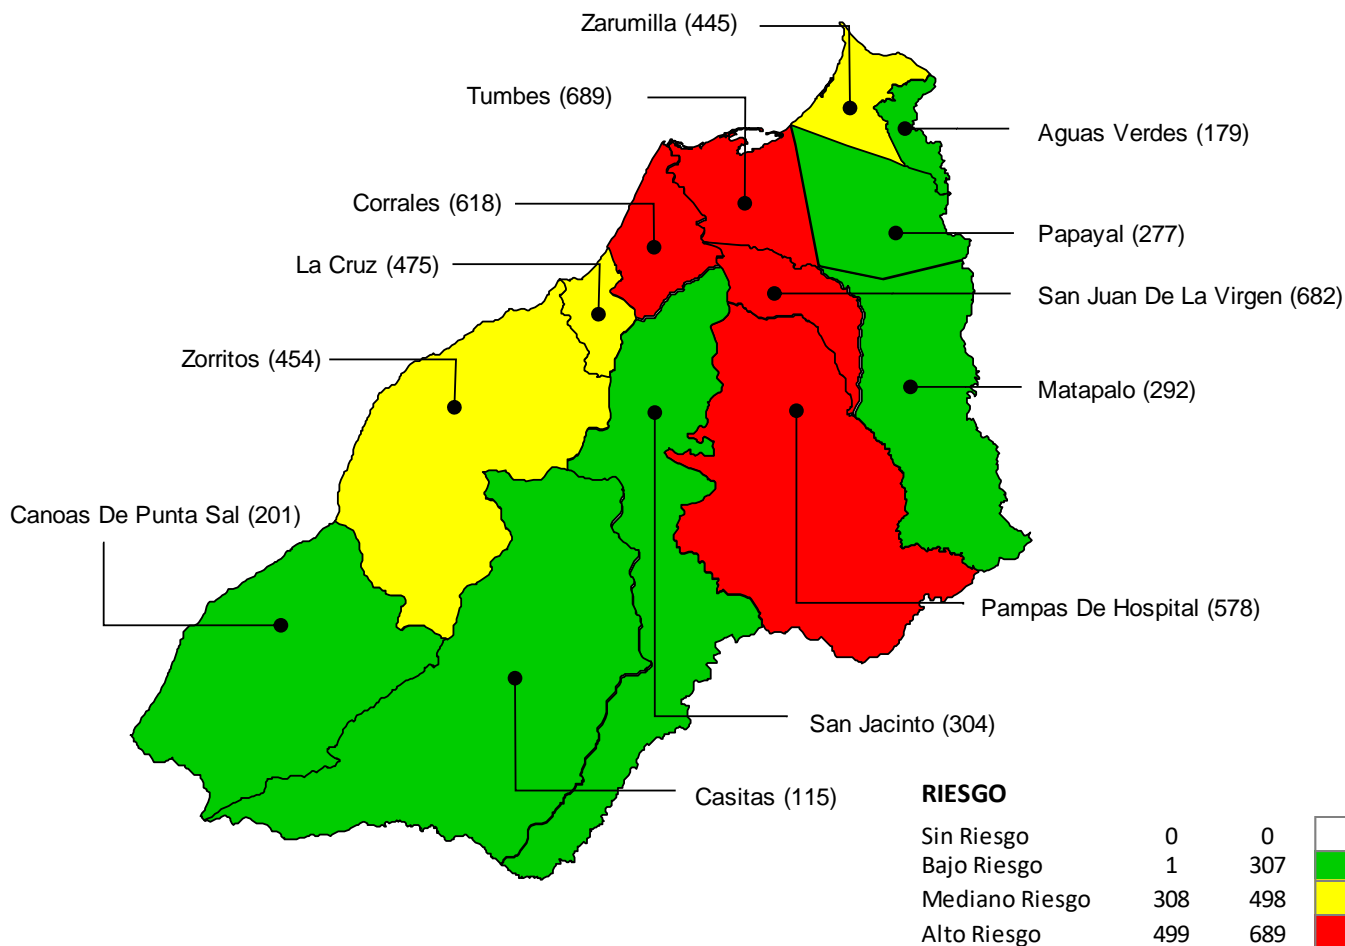 Zarumilla (445)
Tumbes (689)
Aguas Verdes (179)
Corrales (618)
Papayal (277)
La Cruz (475)
San Juan De La Virgen (682)
Zorritos (454)
Matapalo (292)
Canoas De Punta Sal (201)
Pampas De Hospital (578)
San Jacinto (304)
Casitas (115)
RIESGO
Sin Riesgo 0 0
Bajo Riesgo 1 307
Mediano Riesgo 308 498
Alto Riesgo 499 689